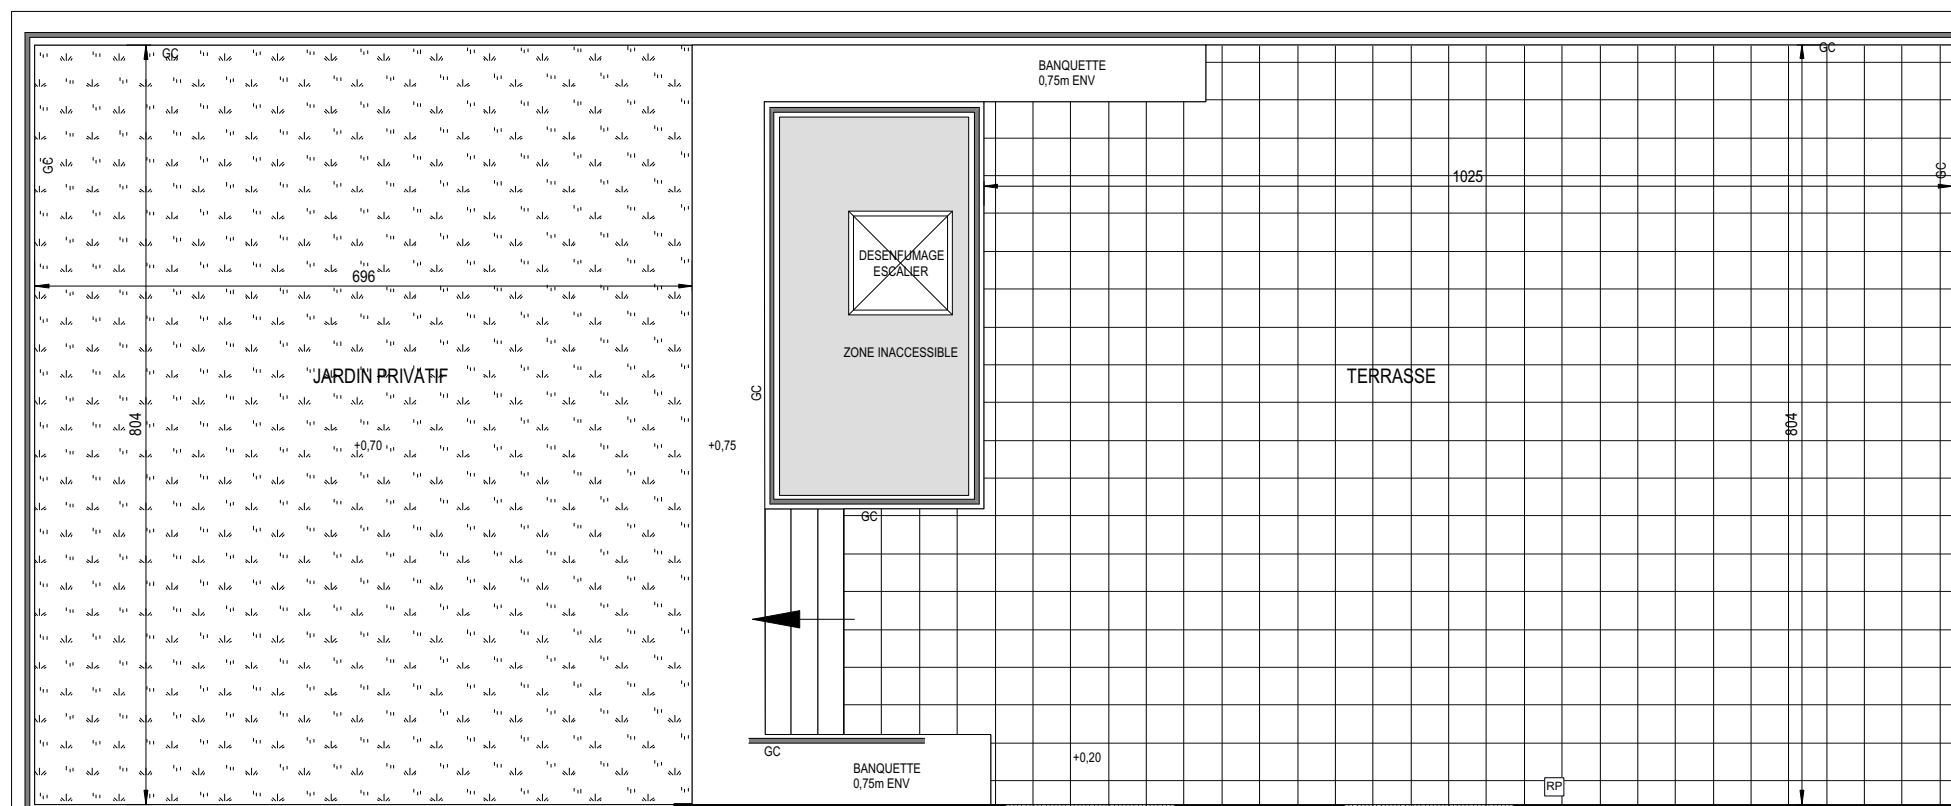 GC
GC
BANQUETTE
0,75m ENV
GC
GC
1025
GC
DESENFUMAGE
ESCALIER
696
ZONE INACCESSIBLE
JARDIN PRIVATIF
TERRASSE
GC
804
804
+0,70
+0,75
GC
GC
+0,20
BANQUETTE
0,75m ENV
RP